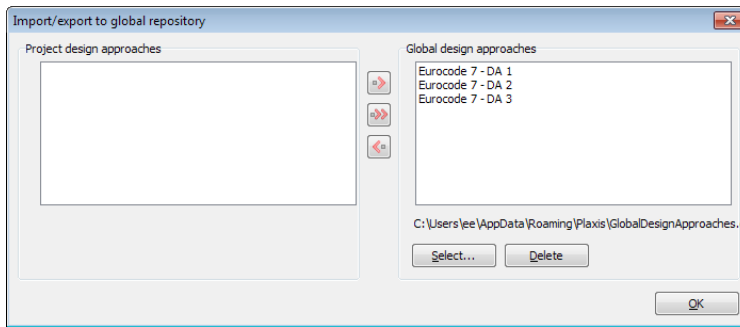 Import/export to global repository
Project design approaches
Global design approaches
Eurocode 7 - DA 1
Eurocode 7 - DA 2
Eurocode 7 - DA 3
C:\Users\ee\AppData\Roaming\Plaxis\GlobalDesignApproaches.
Select...
Delete
OK